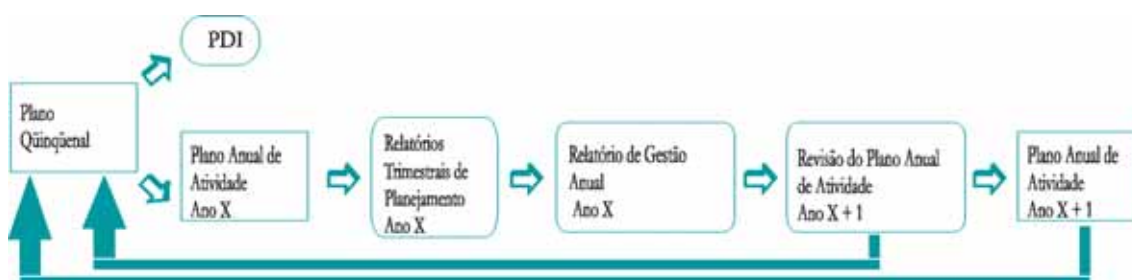 PDI
Plano
Qüinqüenal
Plano Anual de
Atividade
Ano X
Relatórios
Trimestrais de
Planejamento
Ano X
Relatório de Gestão
Anual
Ano X
Revisão do Plano Anual
de Atividade
Ano X + 1
Plano Anual de
Atividade
Ano X + 1